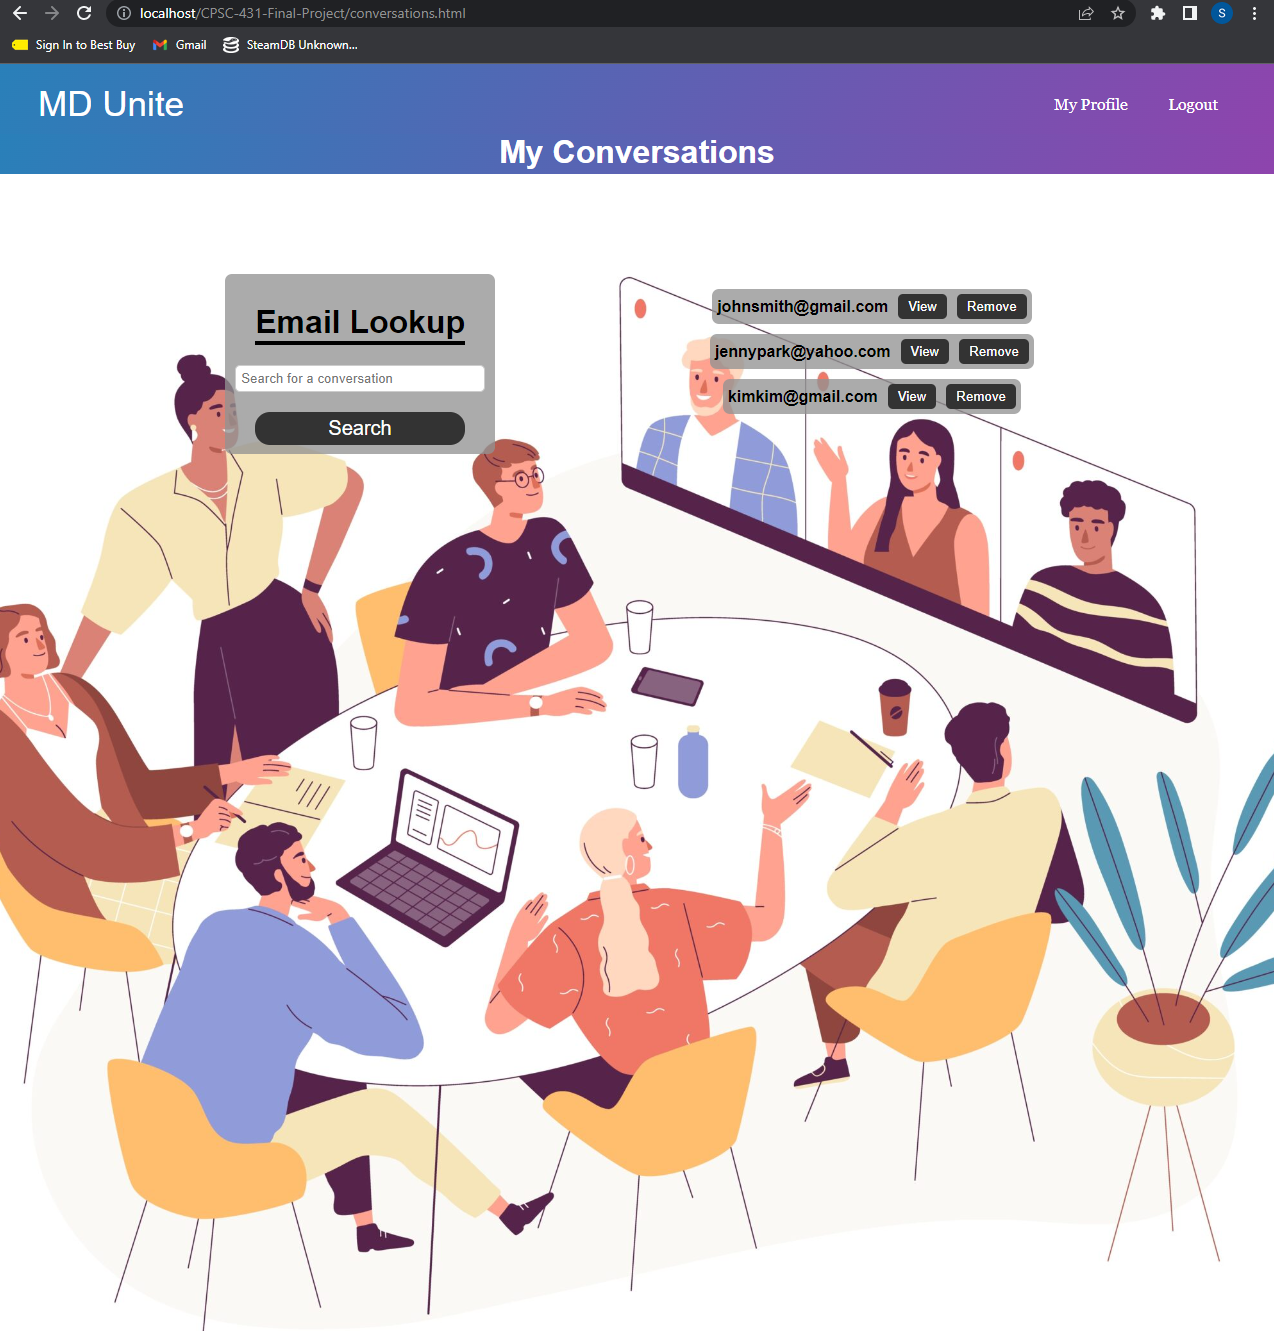 localhost/CPSC-431-Final-Project/conversations.html
S
Sign In to Best Buy Gmail SteamDB Unknown...
MD Unite
My Profile Logout
My Conversations
Email Lookup
Search for a conversation
Search
johnsmith@gmail.com View Remove
jennypark@yahoo.com View Remove
kimkim@gmail.com View Remove